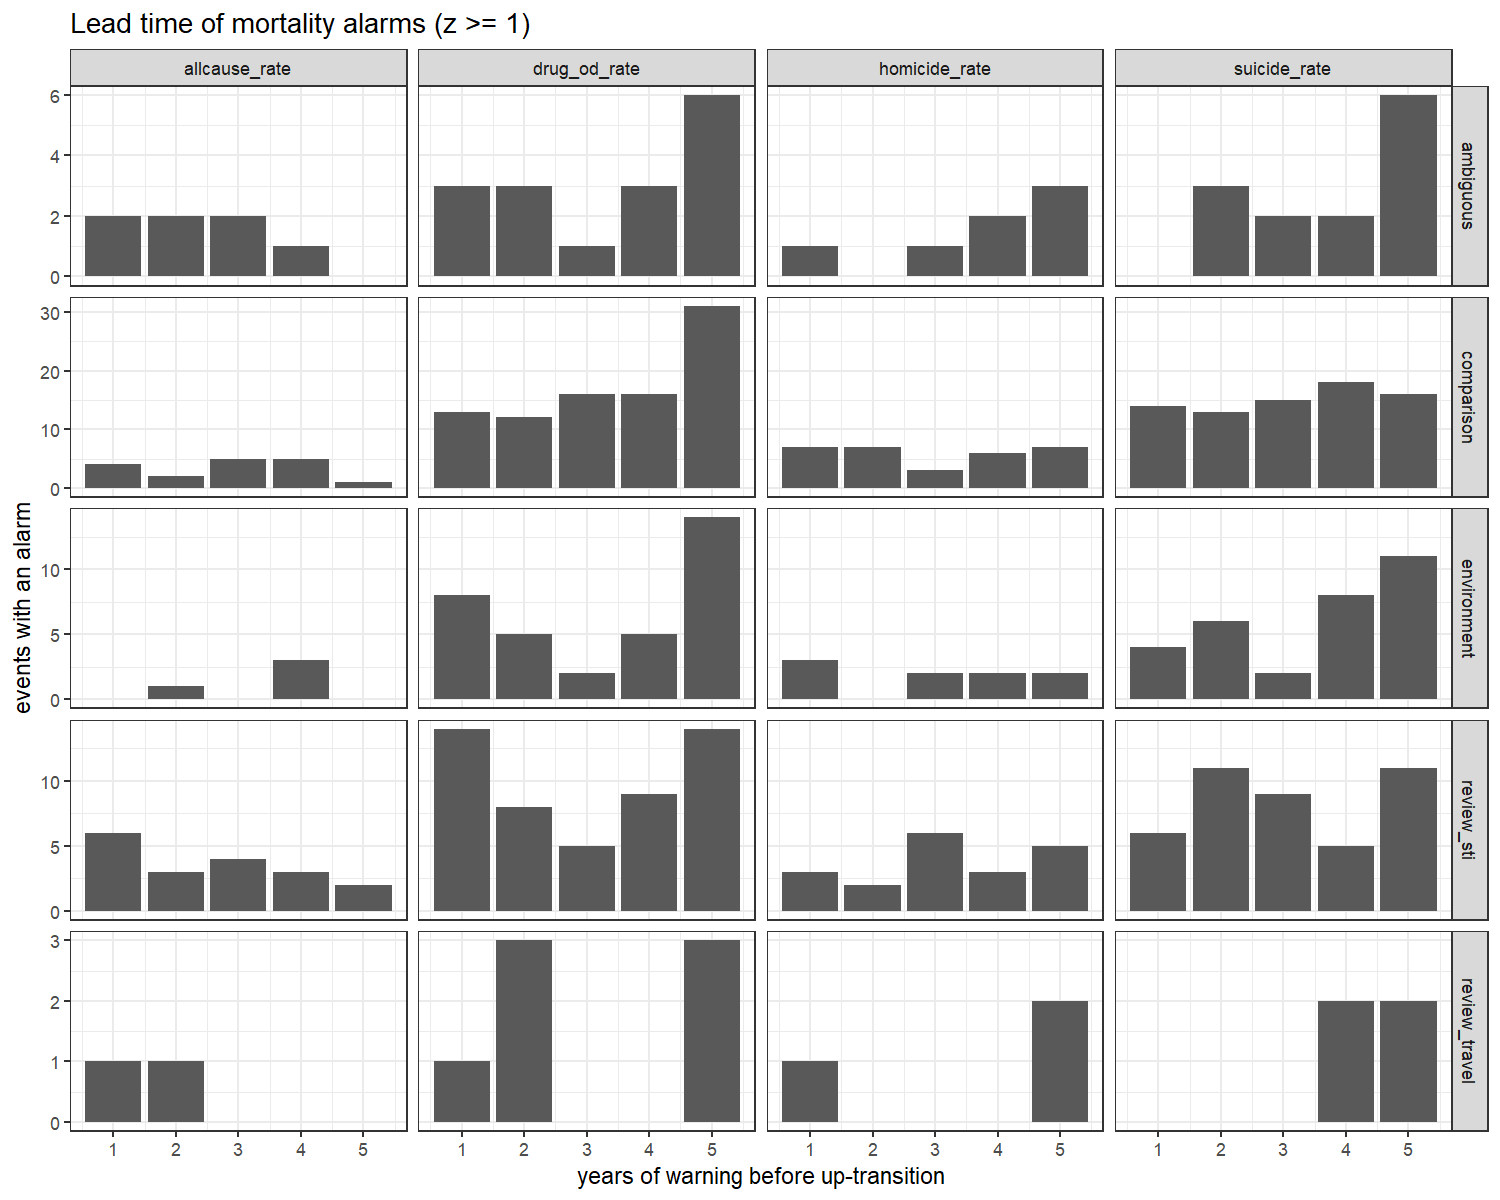 Lead time of mortality alarms (z >= 1)
allcause_rate drug_od_rate homicide_rate suicide_rate
events with an alarm
6
4
2
0
ambiguous
30
20
10
0
comparison
10
5
0
environment
10
5
0
review_sti
3
2
1
0
review_travel
1 2 3 4 5 1 2 3 4 5 1 2 3 4 5 1 2 3 4 5
years of warning before up-transition